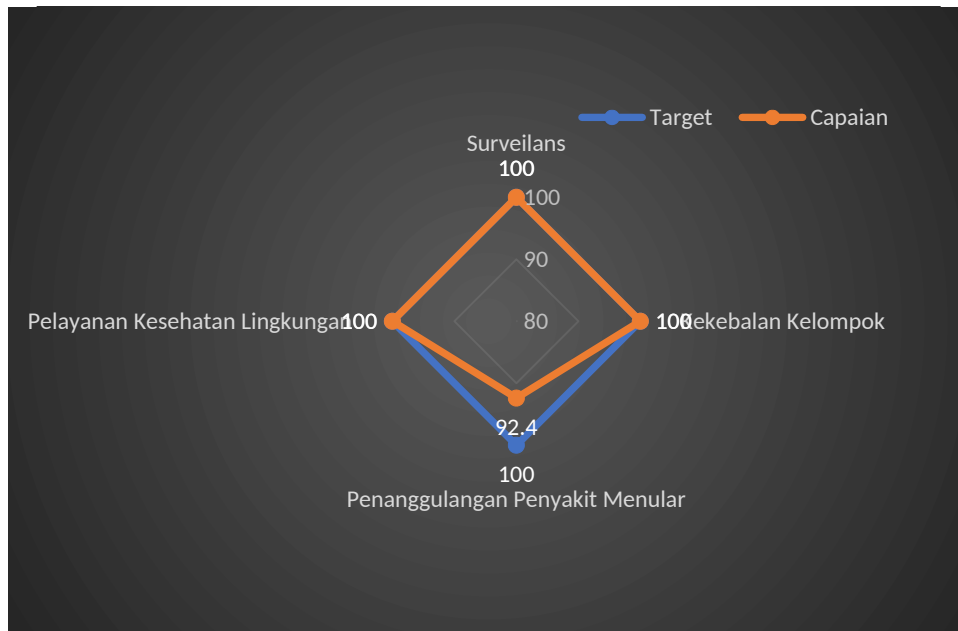 Target Capaian
Surveilans
100
100
90
Pelayanan Kesehatan Lingkungan 100 80 100 Kekebalan Kelompok
92.4
100
Penanggulangan Penyakit Menular